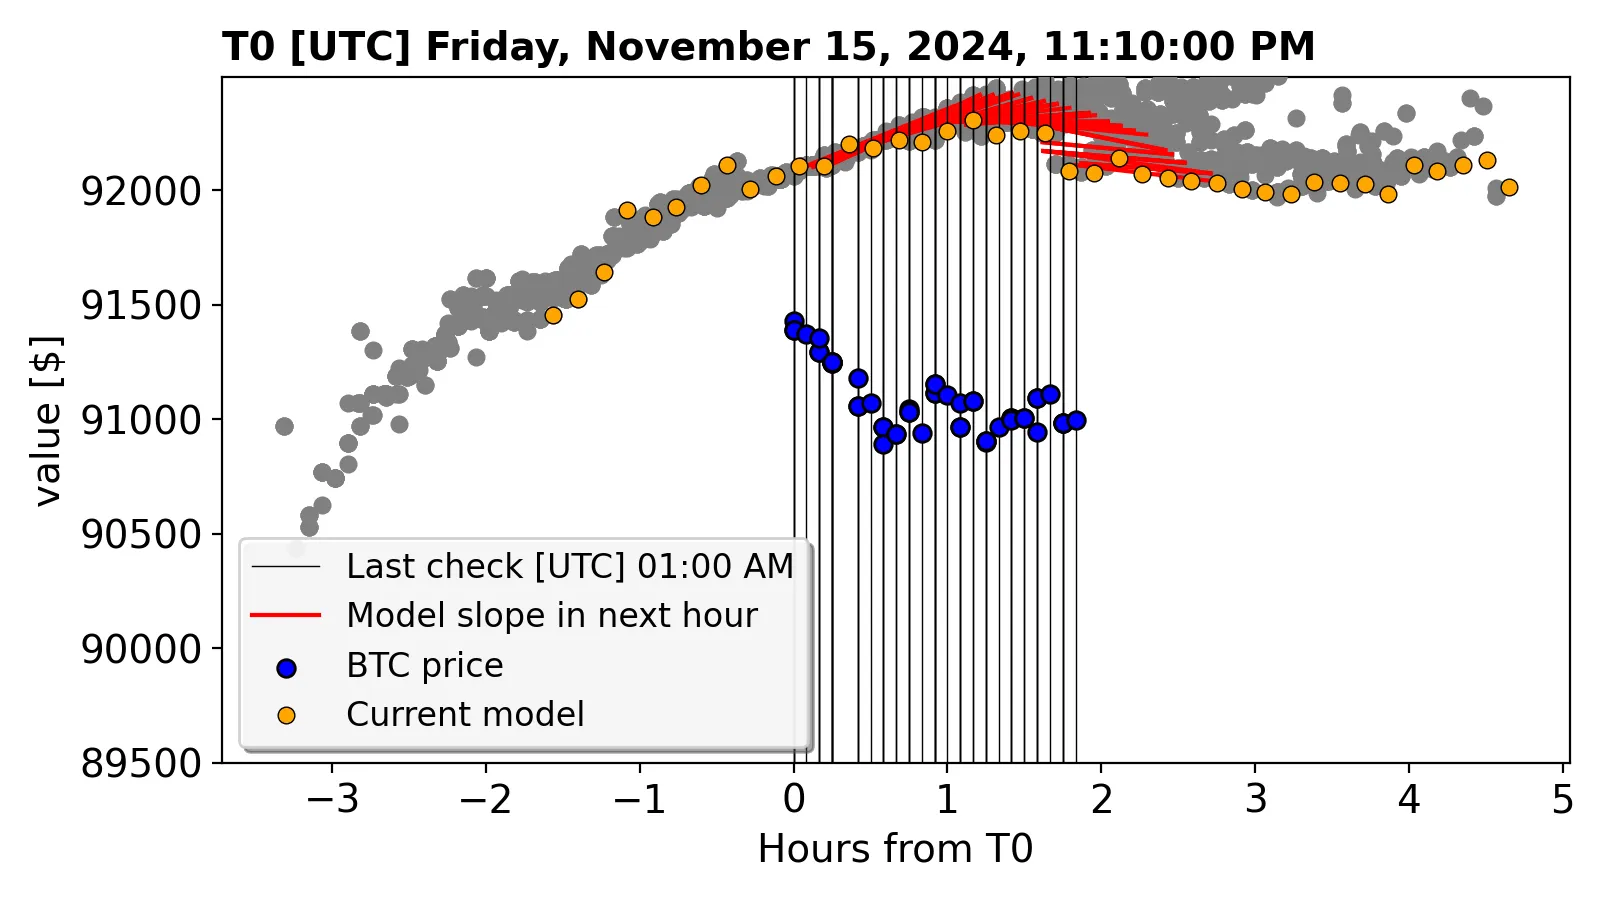 T0 [UTC] Friday, November 15, 2024, 11:10:00 PM
value [$]
92000
91500
91000
90500
90000
89500
Last check [UTC] 01:00 AM
Model slope in next hour
BTC price
Current model
−3 −2 −1 0 1 2 3 4 5
Hours from T0